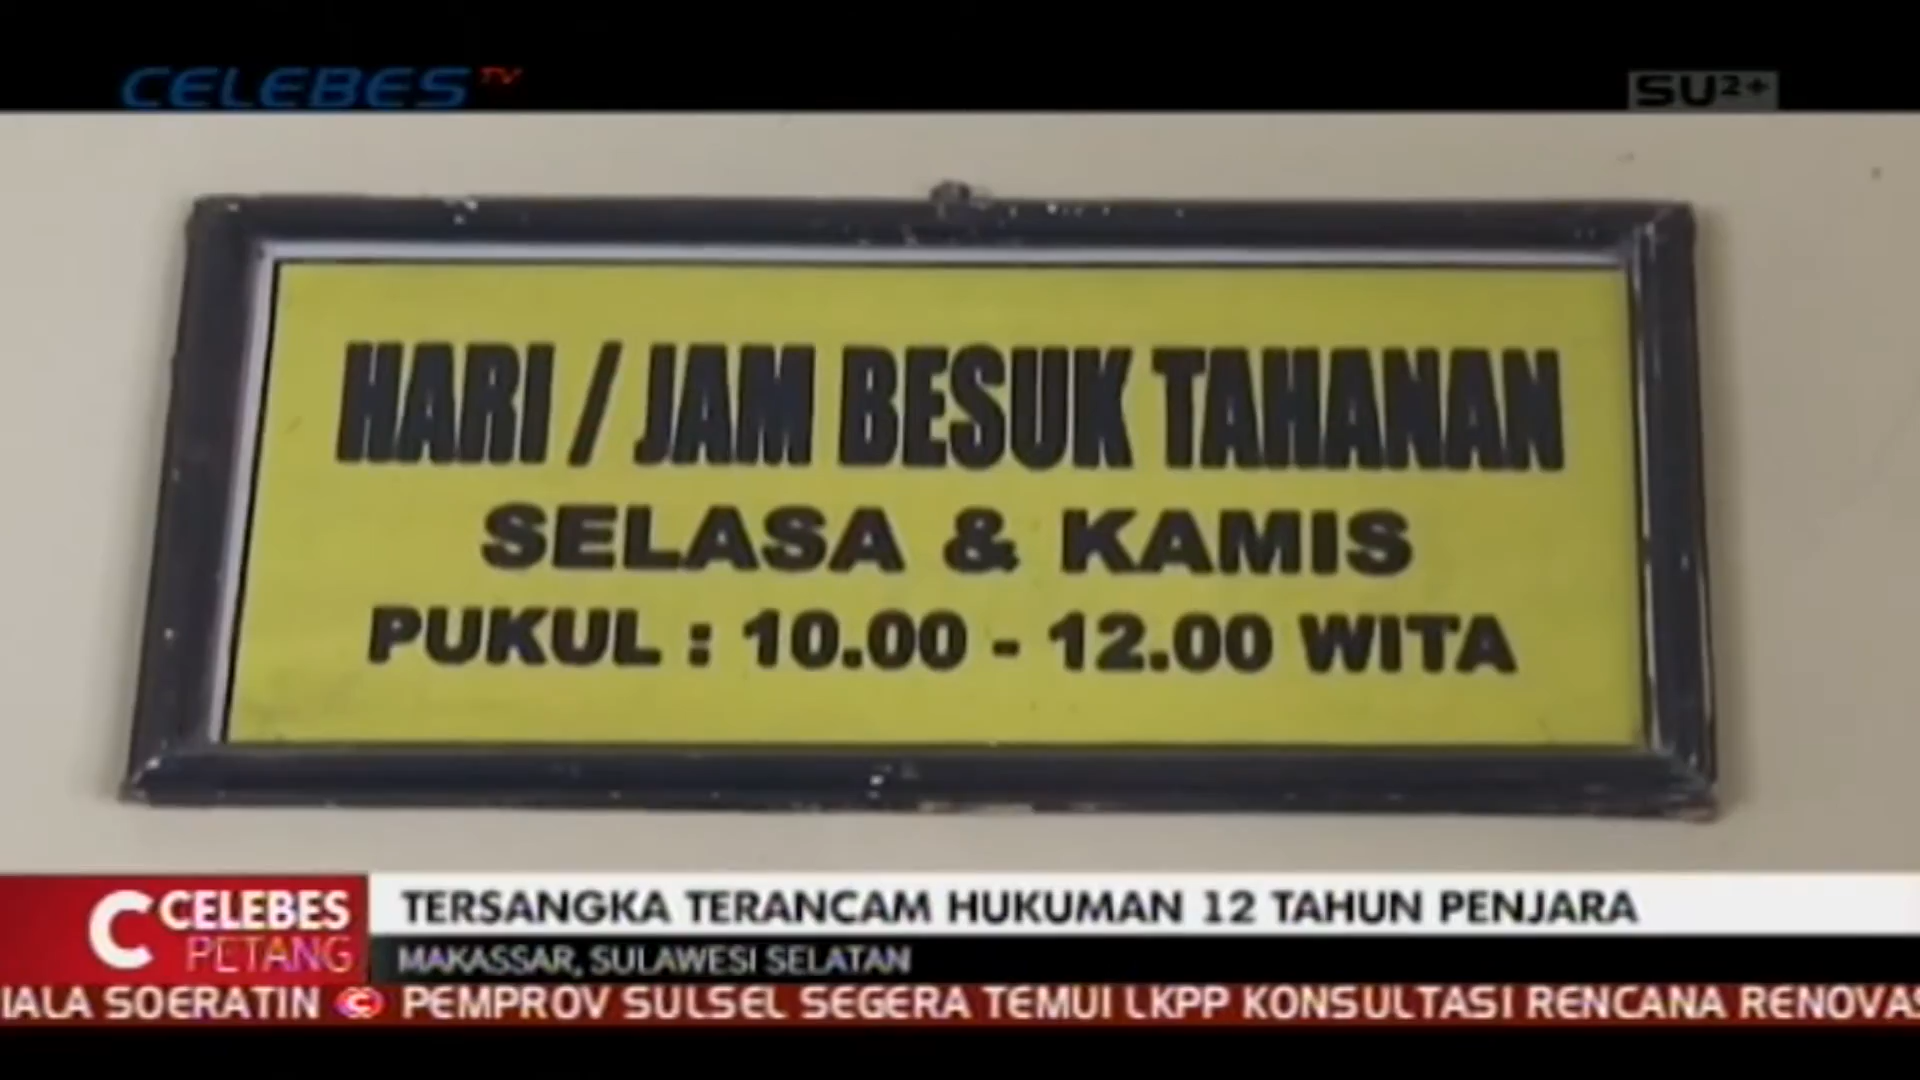 CELEBES TV
SU2+
HARI / JAM BESUK TAHANAN
SELASA & KAMIS
PUKUL : 10.00 - 12.00 WITA
CELEBES
PETANG
TERSANGKA TERANCAM HUKUMAN 12 TAHUN PENJARA
MAKASSAR, SULAWESI SELATAN
IALA SOERATIN PEMPROV SULSEL SEGERA TEMUI LKPP KONSULTASI RENCANA RENOVAS